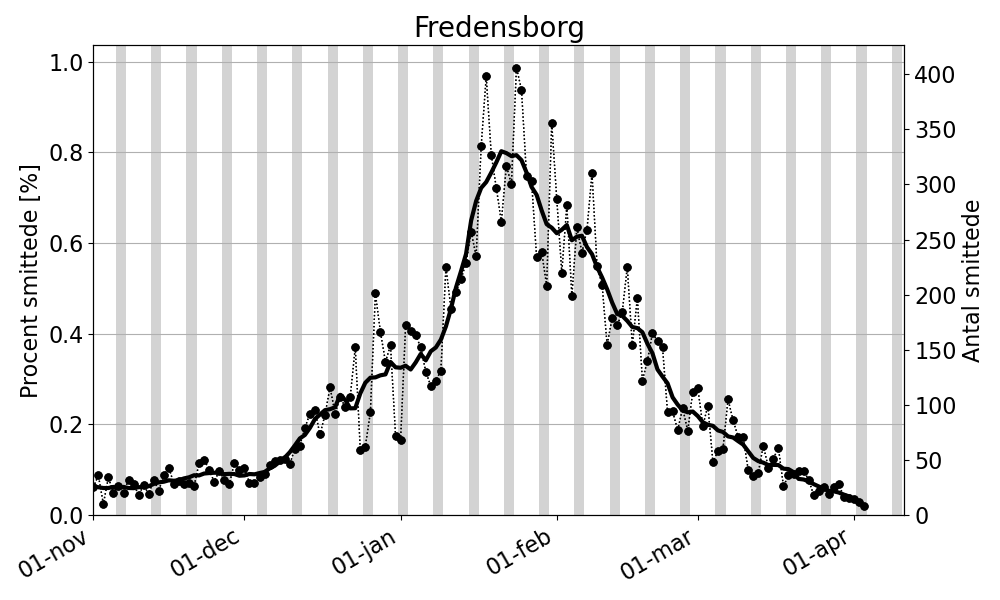 Fredensborg
Procent smittede [%]
1.0
0.8
0.6
0.4
0.2
0.0
400
350
300
250
200
150
100
50
0
Antal smittede
01-nov
01-dec
01-jan
01-feb
01-mar
01-apr